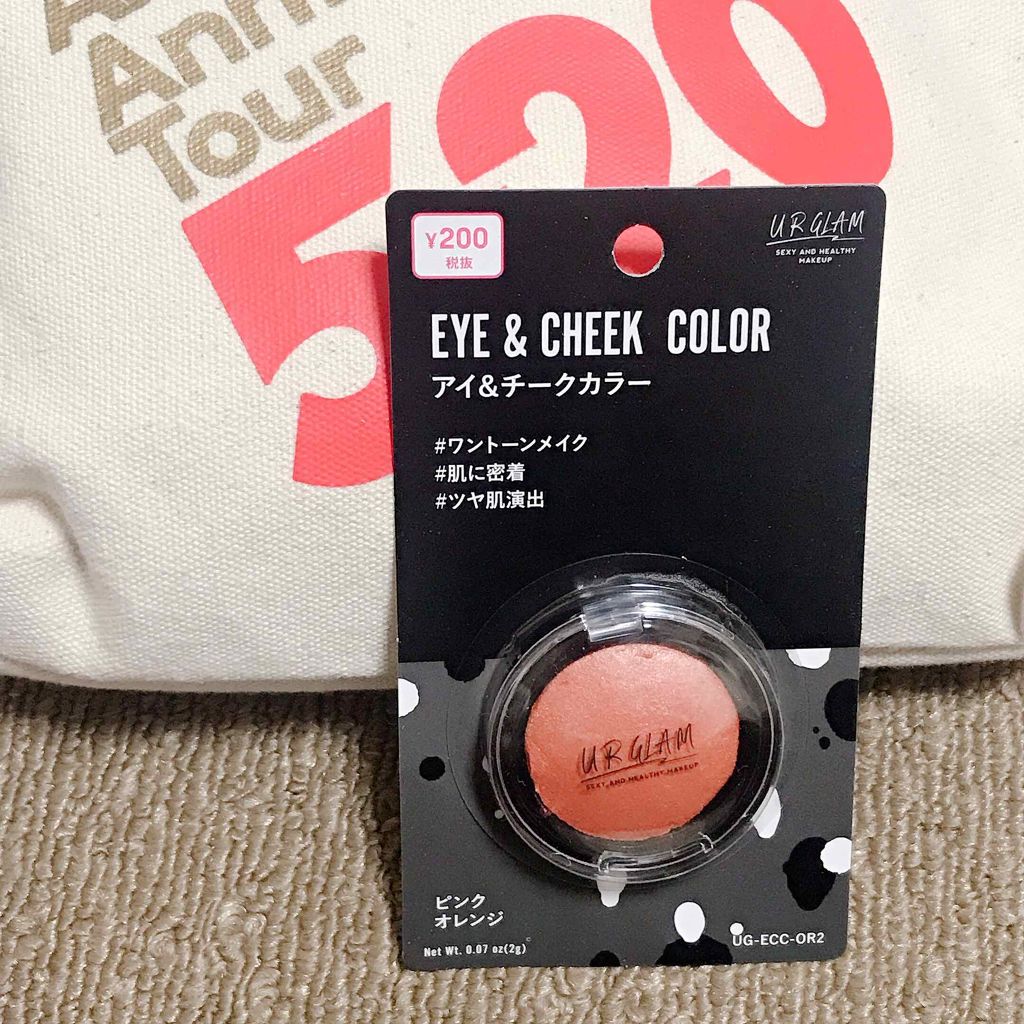 Tour
520
¥200
税抜
UR GLAM
SEXY AND HEALTHY
MAKEUP
EYE & CHEEK COLOR
アイ&チークカラー
#ワントーンメイク
#肌に密着
#ツヤ肌演出
UR GLAM
SEXY AND HEALTHY MAKEUP
ピンク
オレンジ
Net Wt. 0.07 oz(2g)
UG-ECC-OR2